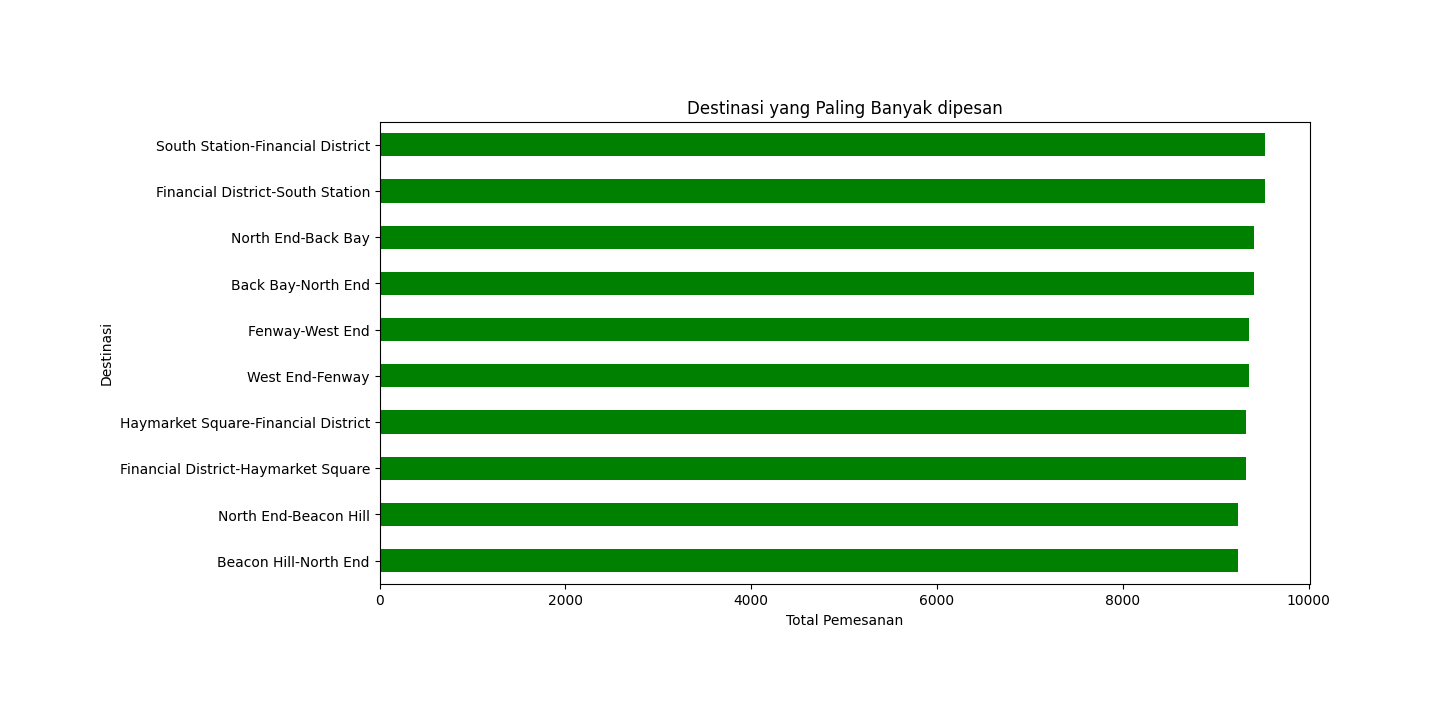 Destinasi yang Paling Banyak dipesan
South Station-Financial District
Financial District-South Station
North End-Back Bay
Back Bay-North End
Fenway-West End
West End-Fenway
Haymarket Square-Financial District
Financial District-Haymarket Square
North End-Beacon Hill
Beacon Hill-North End
Destinasi
0 2000 4000 6000 8000 10000
Total Pemesanan